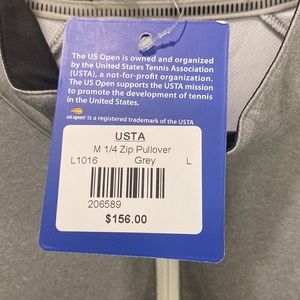 The US Open is owned and organized
by the United States Tennis Association
(USTA), a not-for-profit organization.
The US Open supports the USTA mission
to promote the development of tennis
in the United States.
US OPEN is a registered trademark of the USTA
USTA
M 1/4 Zip Pullover
L1016 Grey L
206589
$156.00